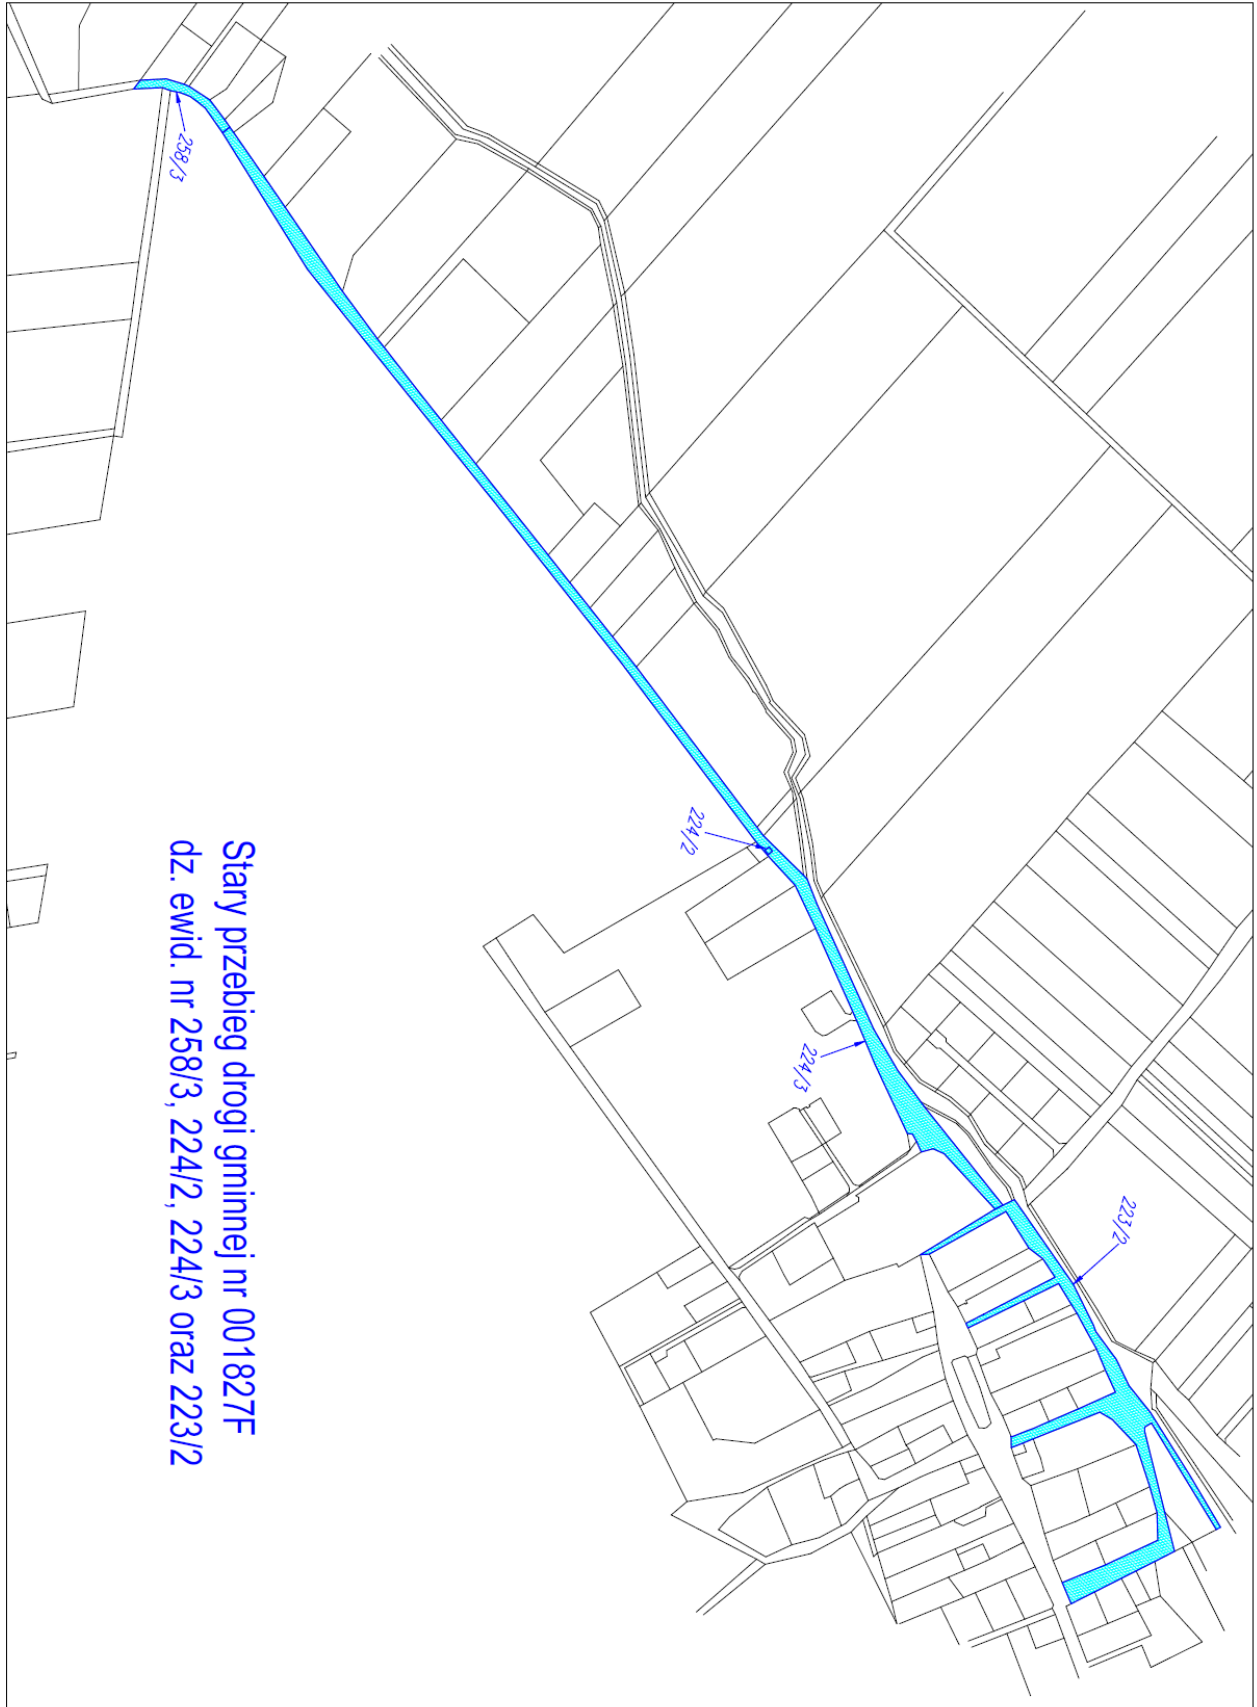 258/3
224/2
224/3
223/2
Stary przebieg drogi gminnej nr 001827F
dz. ewid. nr 258/3, 224/2, 224/3 oraz 223/2